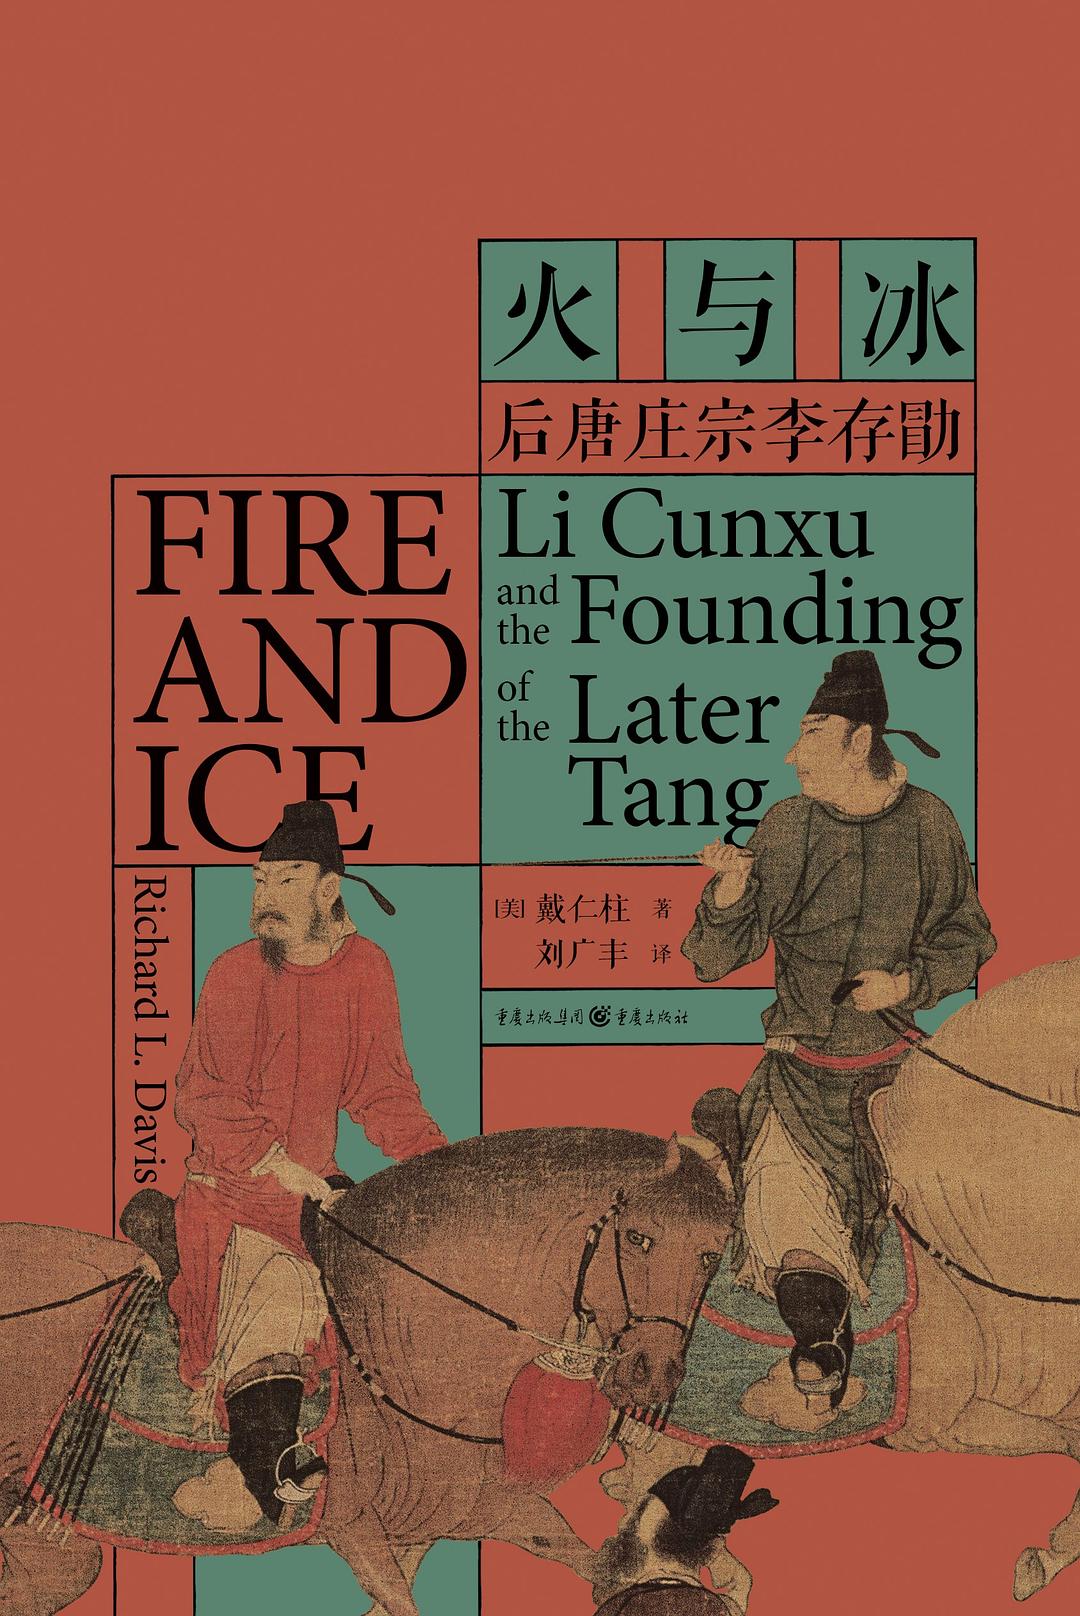 火与冰
后唐庄宗李存勖
FIRE
AND
ICE
Li Cunxu
and the Founding
of the Later
Tang
Richard L. Davis
[美] 戴仁柱 著
刘广丰 译
重庆出版集团 重庆出版社